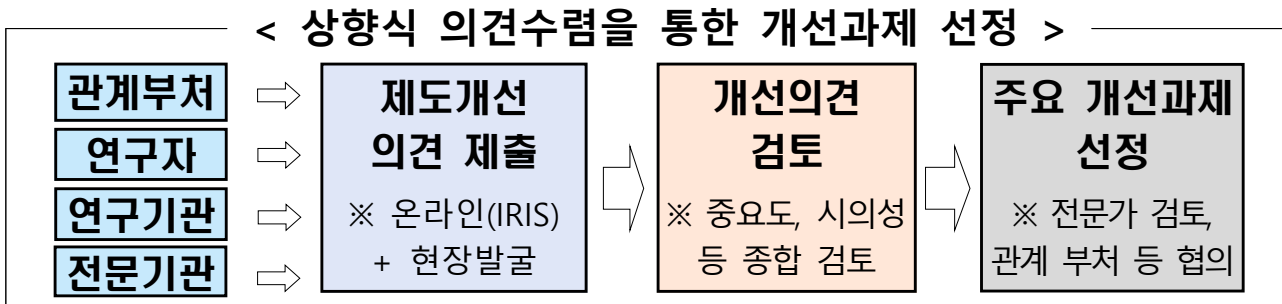 < 상향식 의견수렴을 통한 개선과제 선정 >
관계부처
연구자
연구기관
전문기관
제도개선
의견 제출
※ 온라인(IRIS)
+ 현장발굴
개선의견
검토
※ 중요도, 시의성
등 종합 검토
주요 개선과제
선정
※ 전문가 검토,
관계 부처 등 협의